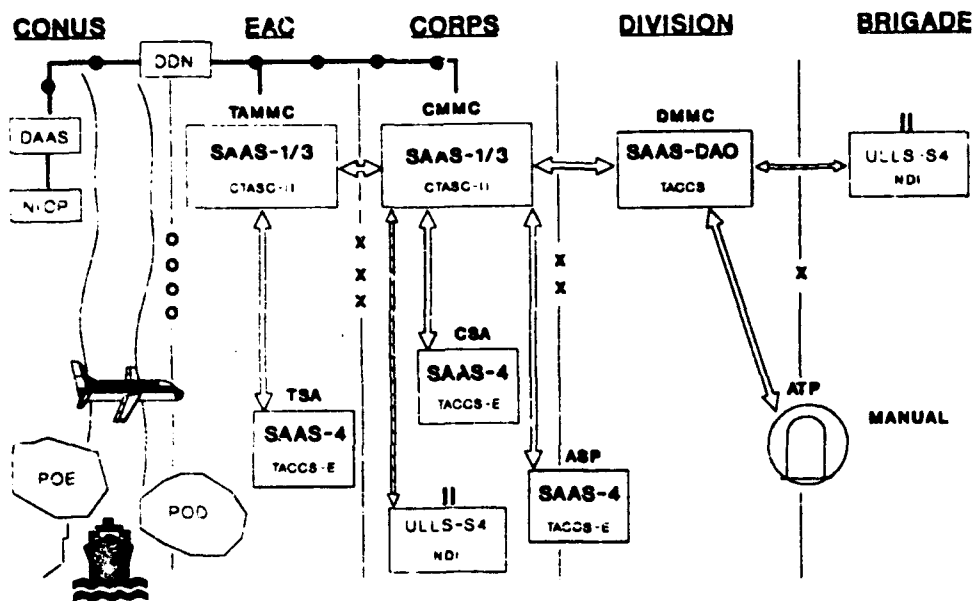 CONUS
EAC
CORPS
DIVISION
BRIGADE
DDN
TAMMC
CMMC
DMMC
DAAS
SAAS-1/3
CTASC-II
SAAS-1/3
CTASC-II
SAAS-DAO
TACCS
II
ULLS-S4
NDI
NICP
O
O
O
O
X
X
X
X
X
X
CSA
SAAS-4
TACCS-E
TSA
SAAS-4
TACCS-E
ATP
MANUAL
POE
POD
ASP
SAAS-4
TACCS-E
II
ULLS-S4
NDI